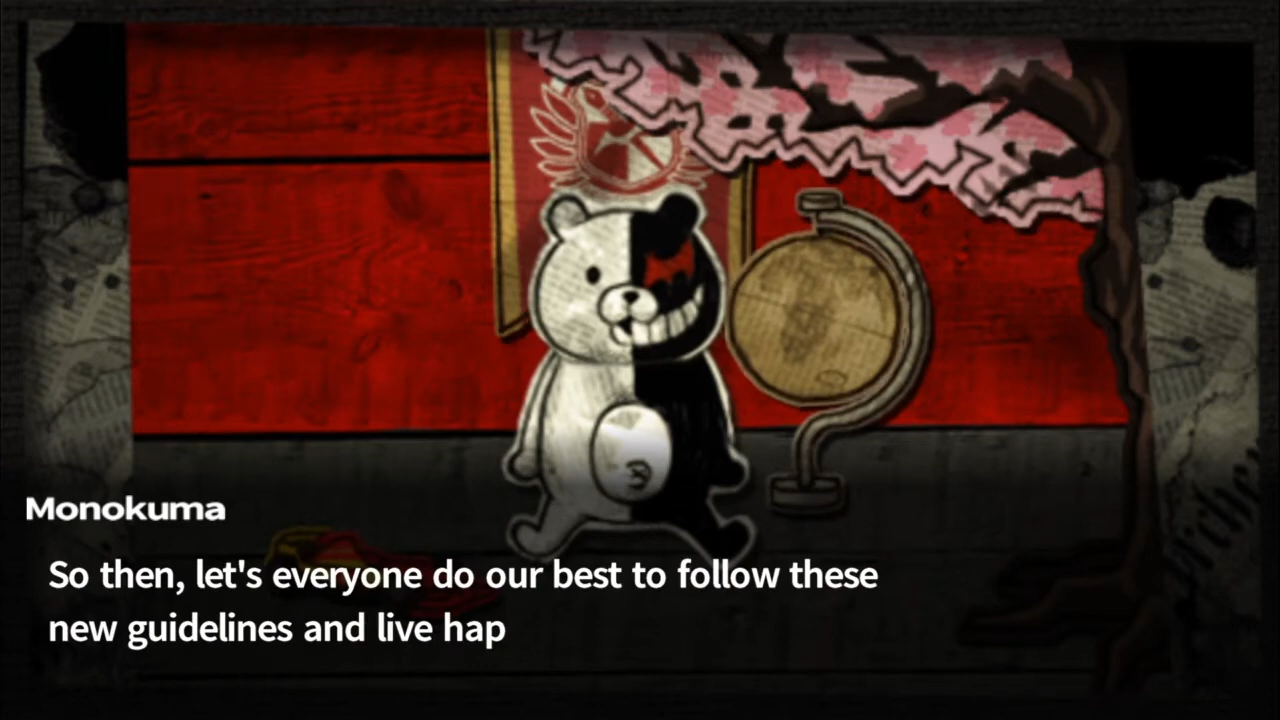 Monokuma
So then, let's everyone do our best to follow these
new guidelines and live hap